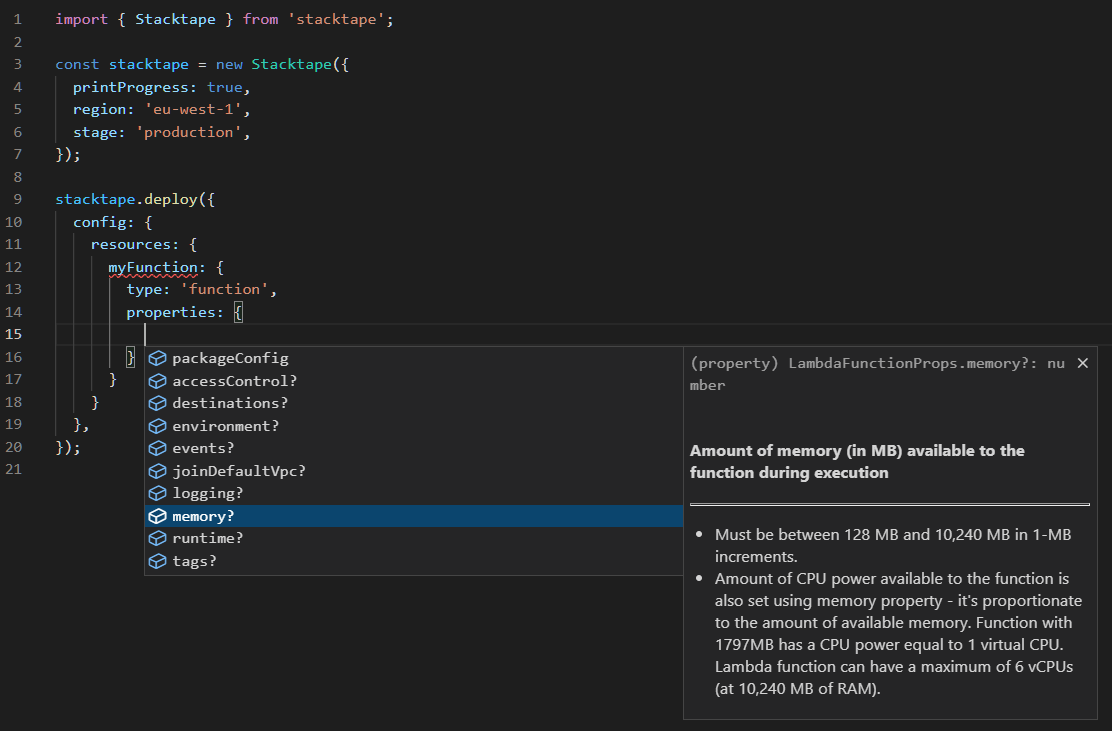 1 import { Stacktape } from 'stacktape';
2
3 const stacktape = new Stacktape({
4 printProgress: true,
5 region: 'eu-west-1',
6 stage: 'production',
7 });
8
9 stacktape.deploy({
10 config: {
11 resources: {
12 myFunction: {
13 type: 'function',
14 properties: {
15
16 }
17 }
18 }
19 },
20 });
21
packageConfig
accessControl?
destinations?
environment?
events?
joinDefaultVpc?
logging?
memory?
runtime?
tags?
(property) LambdaFunctionProps.memory?: nu
mber
Amount of memory (in MB) available to the
function during execution
• Must be between 128 MB and 10,240 MB in 1-MB
increments.
• Amount of CPU power available to the function is
also set using memory property - it's proportionate
to the amount of available memory. Function with
1797MB has a CPU power equal to 1 virtual CPU.
Lambda function can have a maximum of 6 vCPUs
(at 10,240 MB of RAM).